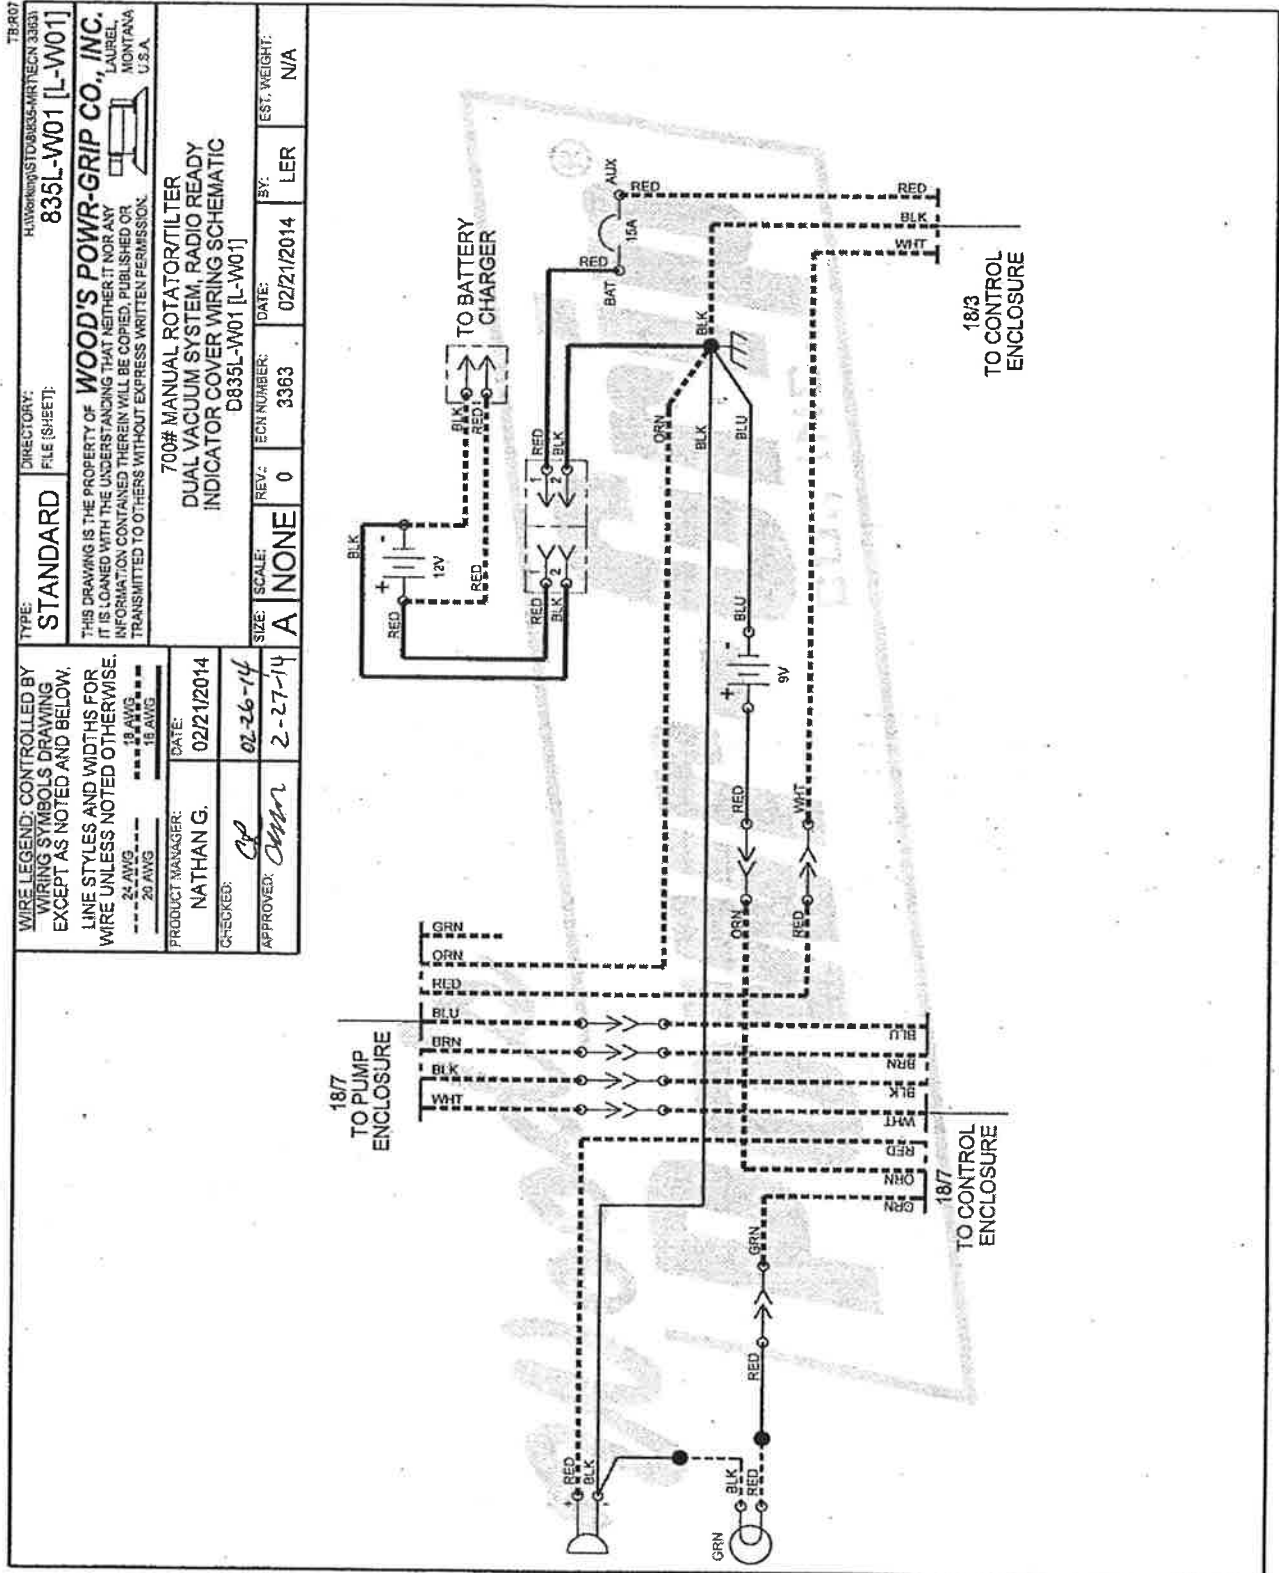 TB:R07
WIRE LEGEND: CONTROLLED BY
WIRING SYMBOLS DRAWING
EXCEPT AS NOTED AND BELOW.
LINE STYLES AND WIDTHS FOR
WIRE UNLESS NOTED OTHERWISE.
24 AWG 18 AWG
20 AWG 16 AWG
PRODUCT MANAGER: DATE:
NATHAN G. 02/21/2014
CHECKED: 02-26-14
APPROVED: 2-27-14
TYPE:
STANDARD
DIRECTORY:
FILE [SHEET]: 835L-W01 [L-W01]
THIS DRAWING IS THE PROPERTY OF WOOD'S POWR-GRIP CO., INC.
IT IS LOANED WITH THE UNDERSTANDING THAT NEITHER IT NOR ANY
INFORMATION CONTAINED THEREIN WILL BE COPIED, PUBLISHED OR
TRANSMITTED TO OTHERS WITHOUT EXPRESS WRITTEN PERMISSION.
LAUREL,
MONTANA
U.S.A.
700# MANUAL ROTATOR/TILTER
DUAL VACUUM SYSTEM, RADIO READY
INDICATOR COVER WIRING SCHEMATIC
D835L-W01 [L-W01]
SIZE: SCALE: REV.: ECN NUMBER: DATE: BY: EST. WEIGHT:
A NONE 0 3363 02/21/2014 LER N/A
BLK
+ -
12V
RED
RED
BLK
RED
TO BATTERY
CHARGER
RED 1 1 RED
BLK 2 2 BLK
RED
BAT
15A
AUX
RED
RED
BLK
WHT
18/3
TO CONTROL
ENCLOSURE
BLK
ORN
BLK
BLU
BLU
+ -
9V
RED
WHT
ORN
RED
18/7
TO PUMP
ENCLOSURE
GRN
ORN
RED
BLU
BRN
BLK
WHT
BLU
BRN
BLK
WHT
RED
ORN
GRN
18/7
TO CONTROL
ENCLOSURE
GRN
RED
+ RED
- BLK
BLK
RED
GRN